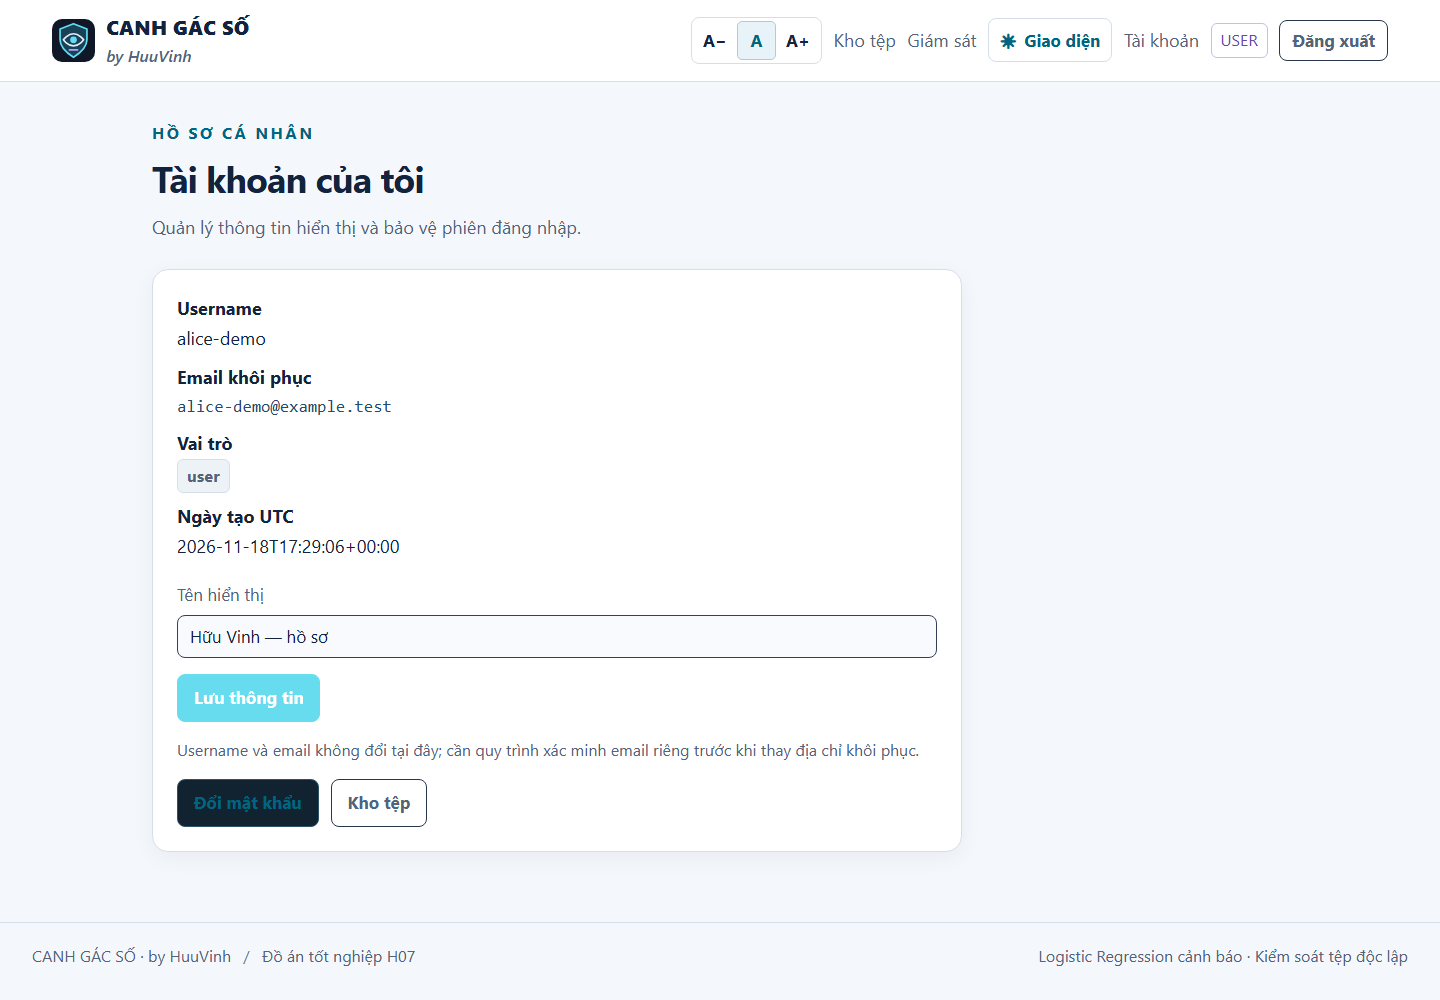 CANH GÁC SỐ
by HuuVinh
A−
A
A+
Kho tệp
Giám sát
Giao diện
Tài khoản
USER
Đăng xuất
HỒ SƠ CÁ NHÂN
Tài khoản của tôi
Quản lý thông tin hiển thị và bảo vệ phiên đăng nhập.
Username
alice-demo
Email khôi phục
alice-demo@example.test
Vai trò
user
Ngày tạo UTC
2026-11-18T17:29:06+00:00
Tên hiển thị
Hữu Vinh — hồ sơ
Lưu thông tin
Username và email không đổi tại đây; cần quy trình xác minh email riêng trước khi thay địa chỉ khôi phục.
Đổi mật khẩu
Kho tệp
CANH GÁC SỐ · by HuuVinh / Đồ án tốt nghiệp H07
Logistic Regression cảnh báo · Kiểm soát tệp độc lập